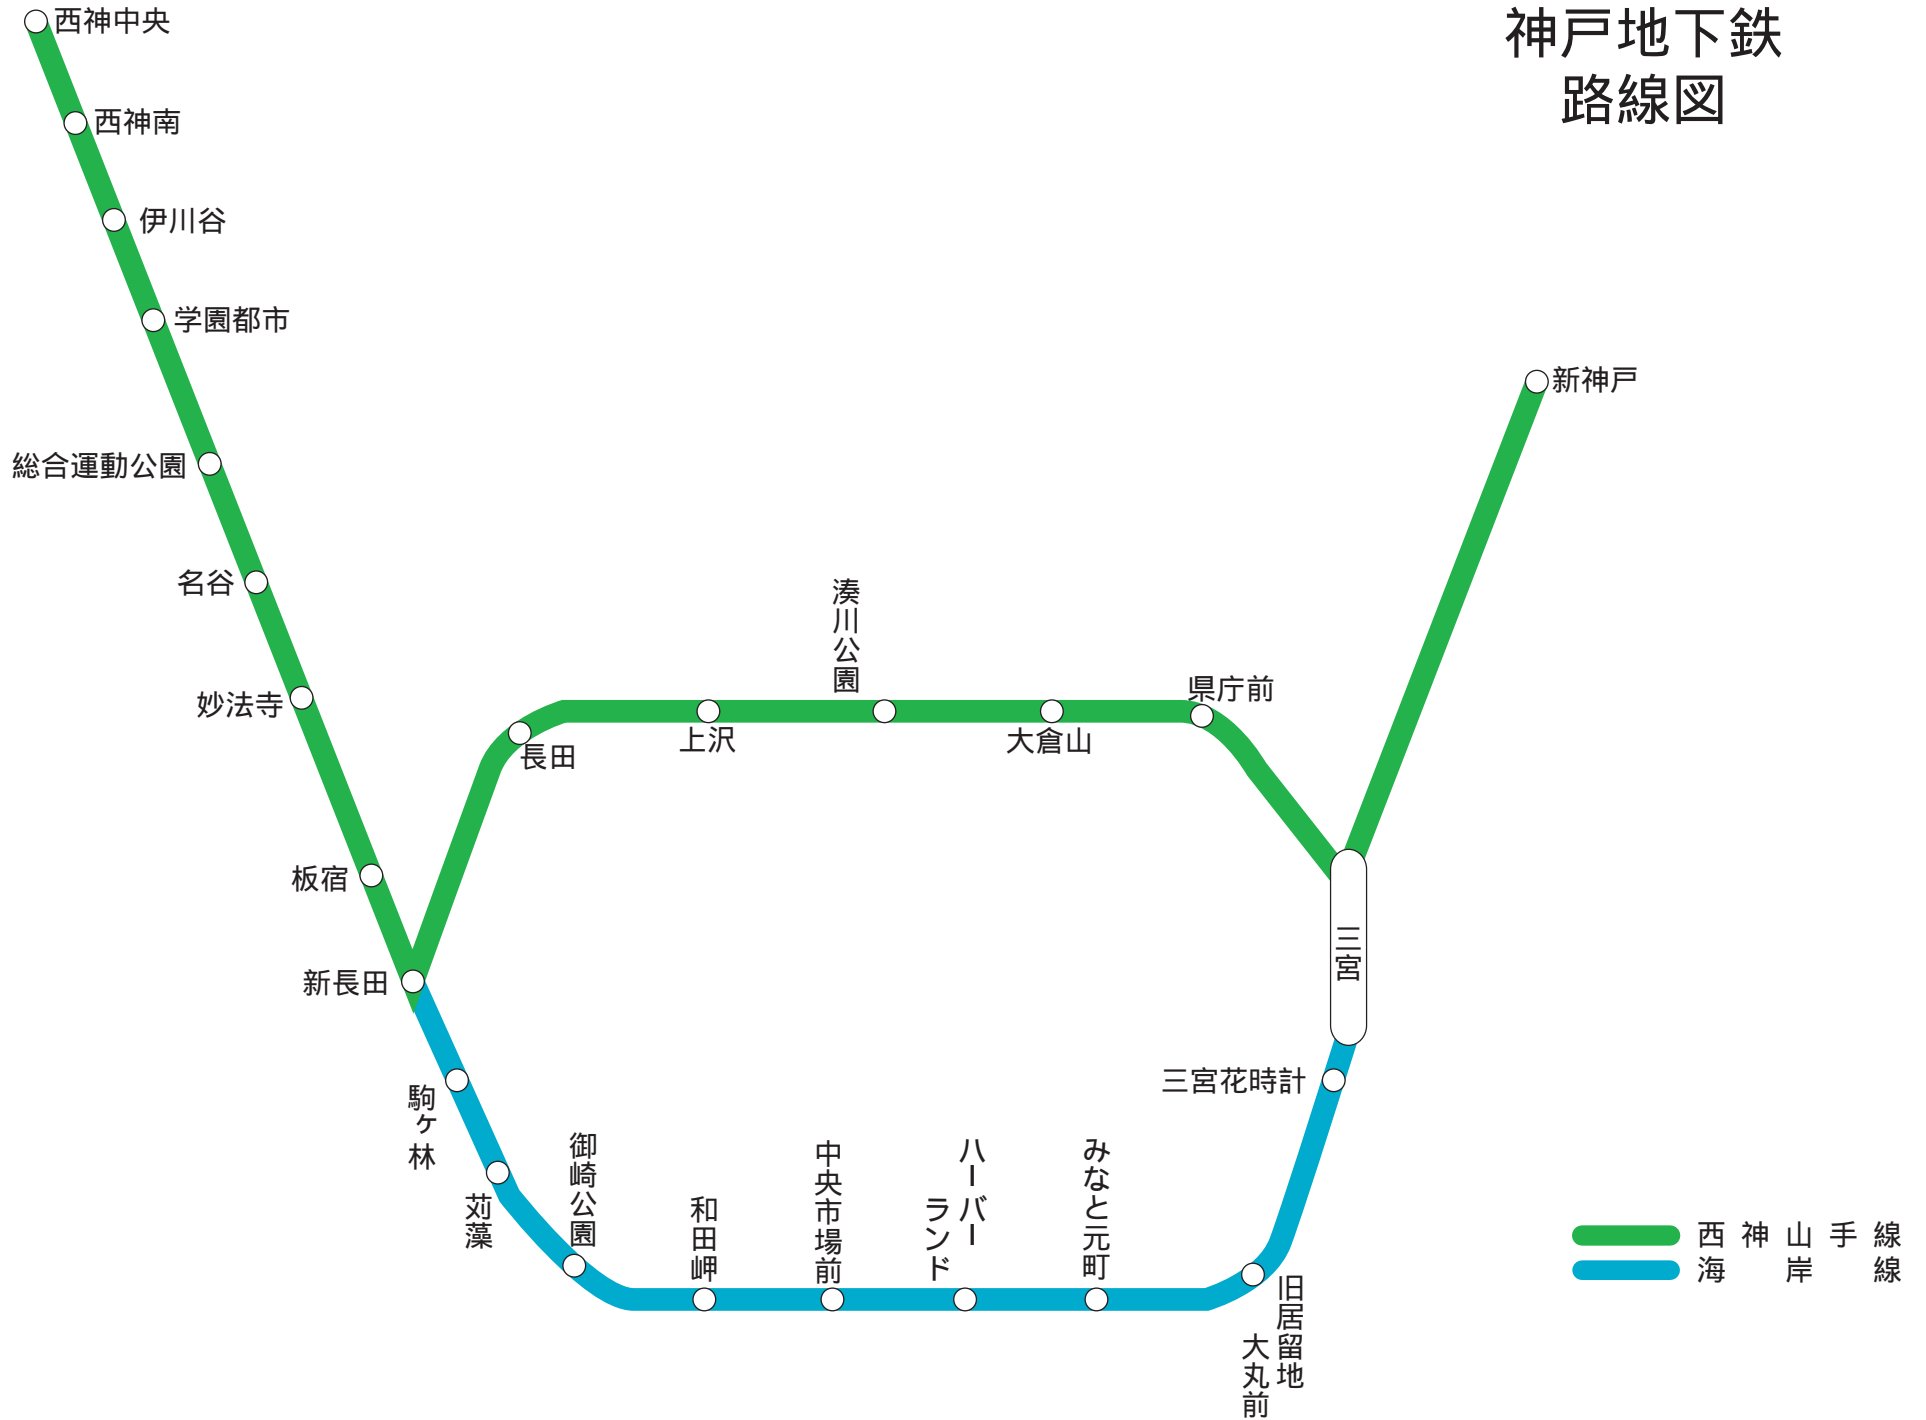 神戸地下鉄
路線図
西神中央
西神南
伊川谷
学園都市
総合運動公園
名谷
妙法寺
板宿
新長田
長田
上沢
湊川公園
大倉山
県庁前
三宮
新神戸
駒ヶ林
苅藻
御崎公園
和田岬
中央市場前
ハーバー
ランド
みなと元町
旧居留地
大丸前
三宮花時計
西神山手線
海岸線